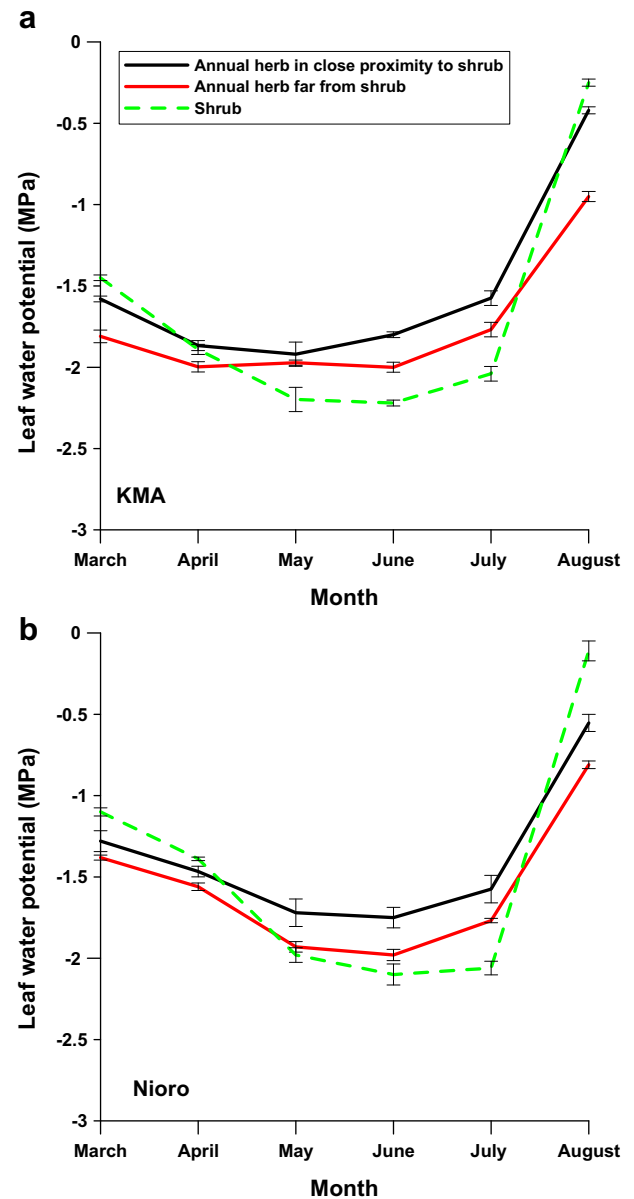 a
0
-0.5
-1
-1.5
-2
-2.5
-3
Leaf water potential (MPa)
Annual herb in close proximity to shrub
Annual herb far from shrub
Shrub
KMA
March April May June July August
Month
b
0
-0.5
-1
-1.5
-2
-2.5
-3
Leaf water potential (MPa)
Nioro
March April May June July August
Month